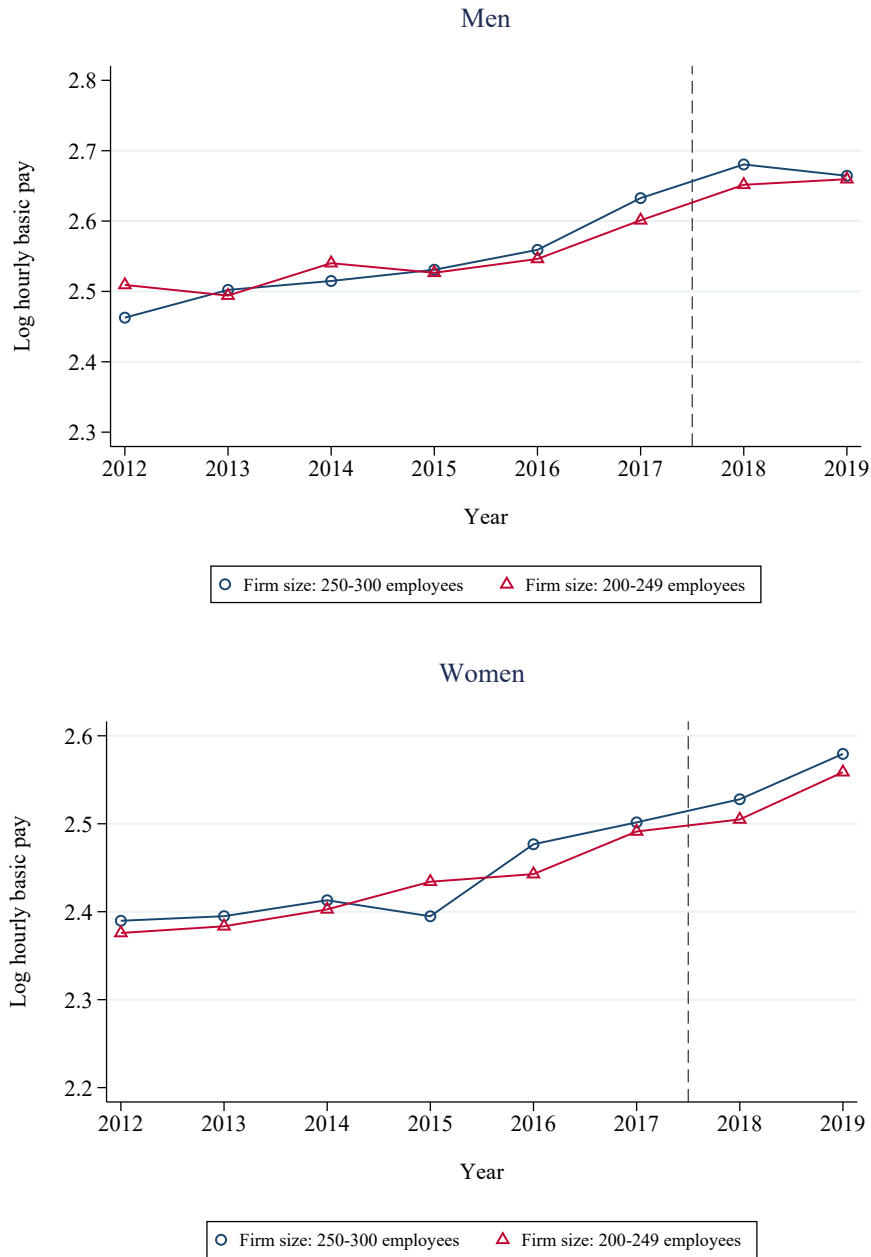 Men
2.8
2.7
2.6
2.5
2.4
2.3
Log hourly basic pay
2012 2013 2014 2015 2016 2017 2018 2019
Year
Firm size: 250-300 employees Firm size: 200-249 employees
Women
2.6
2.5
2.4
2.3
2.2
Log hourly basic pay
2012 2013 2014 2015 2016 2017 2018 2019
Year
Firm size: 250-300 employees Firm size: 200-249 employees